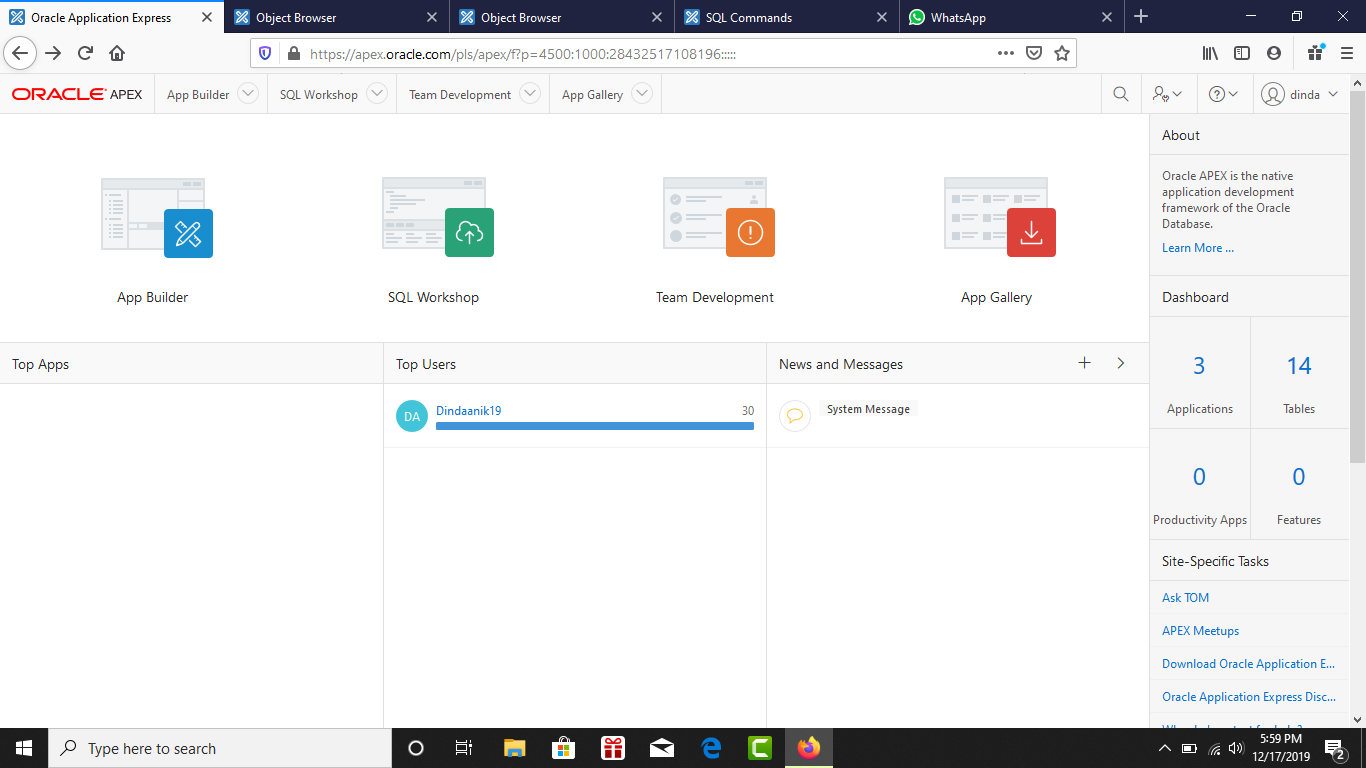 Oracle Application Express
Object Browser
Object Browser
SQL Commands
WhatsApp
https://apex.oracle.com/pls/apex/f?p=4500:1000:28432517108196:::::
ORACLE APEX
App Builder
SQL Workshop
Team Development
App Gallery
dinda
App Builder
SQL Workshop
Team Development
App Gallery
Top Apps
Top Users
DA
Dindaanik19
30
News and Messages
System Message
About
Oracle APEX is the native
application development
framework of the Oracle
Database.
Learn More ...
Dashboard
3
Applications
14
Tables
0
Productivity Apps
0
Features
Site-Specific Tasks
Ask TOM
APEX Meetups
Download Oracle Application E...
Oracle Application Express Disc...
Type here to search
5:59 PM
12/17/2019
2